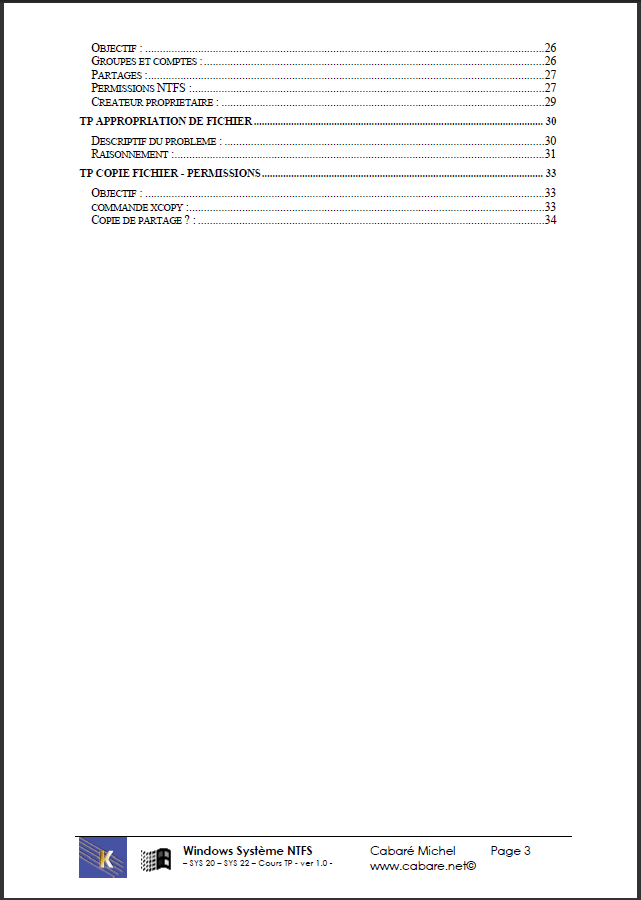 OBJECTIF : ..........26
GROUPES ET COMPTES : ..........26
PARTAGES : ..........27
PERMISSIONS NTFS : ..........27
CREATEUR PROPRIETAIRE : ..........29
TP APPROPRIATION DE FICHIER .......... 30
DESCRIPTIF DU PROBLEME : ..........30
RAISONNEMENT : ..........31
TP COPIE FICHIER - PERMISSIONS .......... 33
OBJECTIF : ..........33
COMMANDE XCOPY : ..........33
COPIE DE PARTAGE ? : ..........34
K
Windows Système NTFS Cabaré Michel Page 3
– SYS 20 – SYS 22 – Cours TP - ver 1.0 - www.cabare.net©